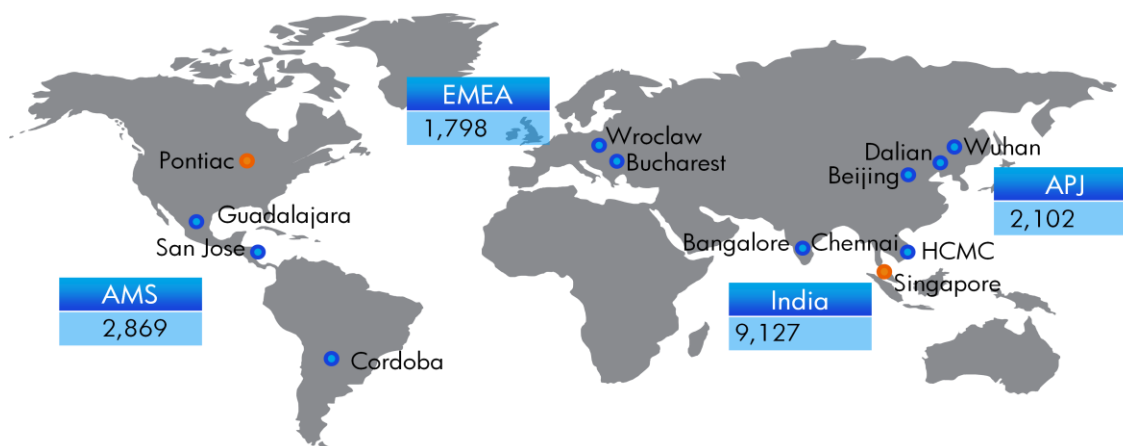 EMEA
1,798
Wroclaw
Bucharest
Pontiac
Dalian
Wuhan
Beijing
APJ
2,102
Guadalajara
San Jose
Bangalore
Chennai
HCMC
Singapore
AMS
2,869
India
9,127
Cordoba